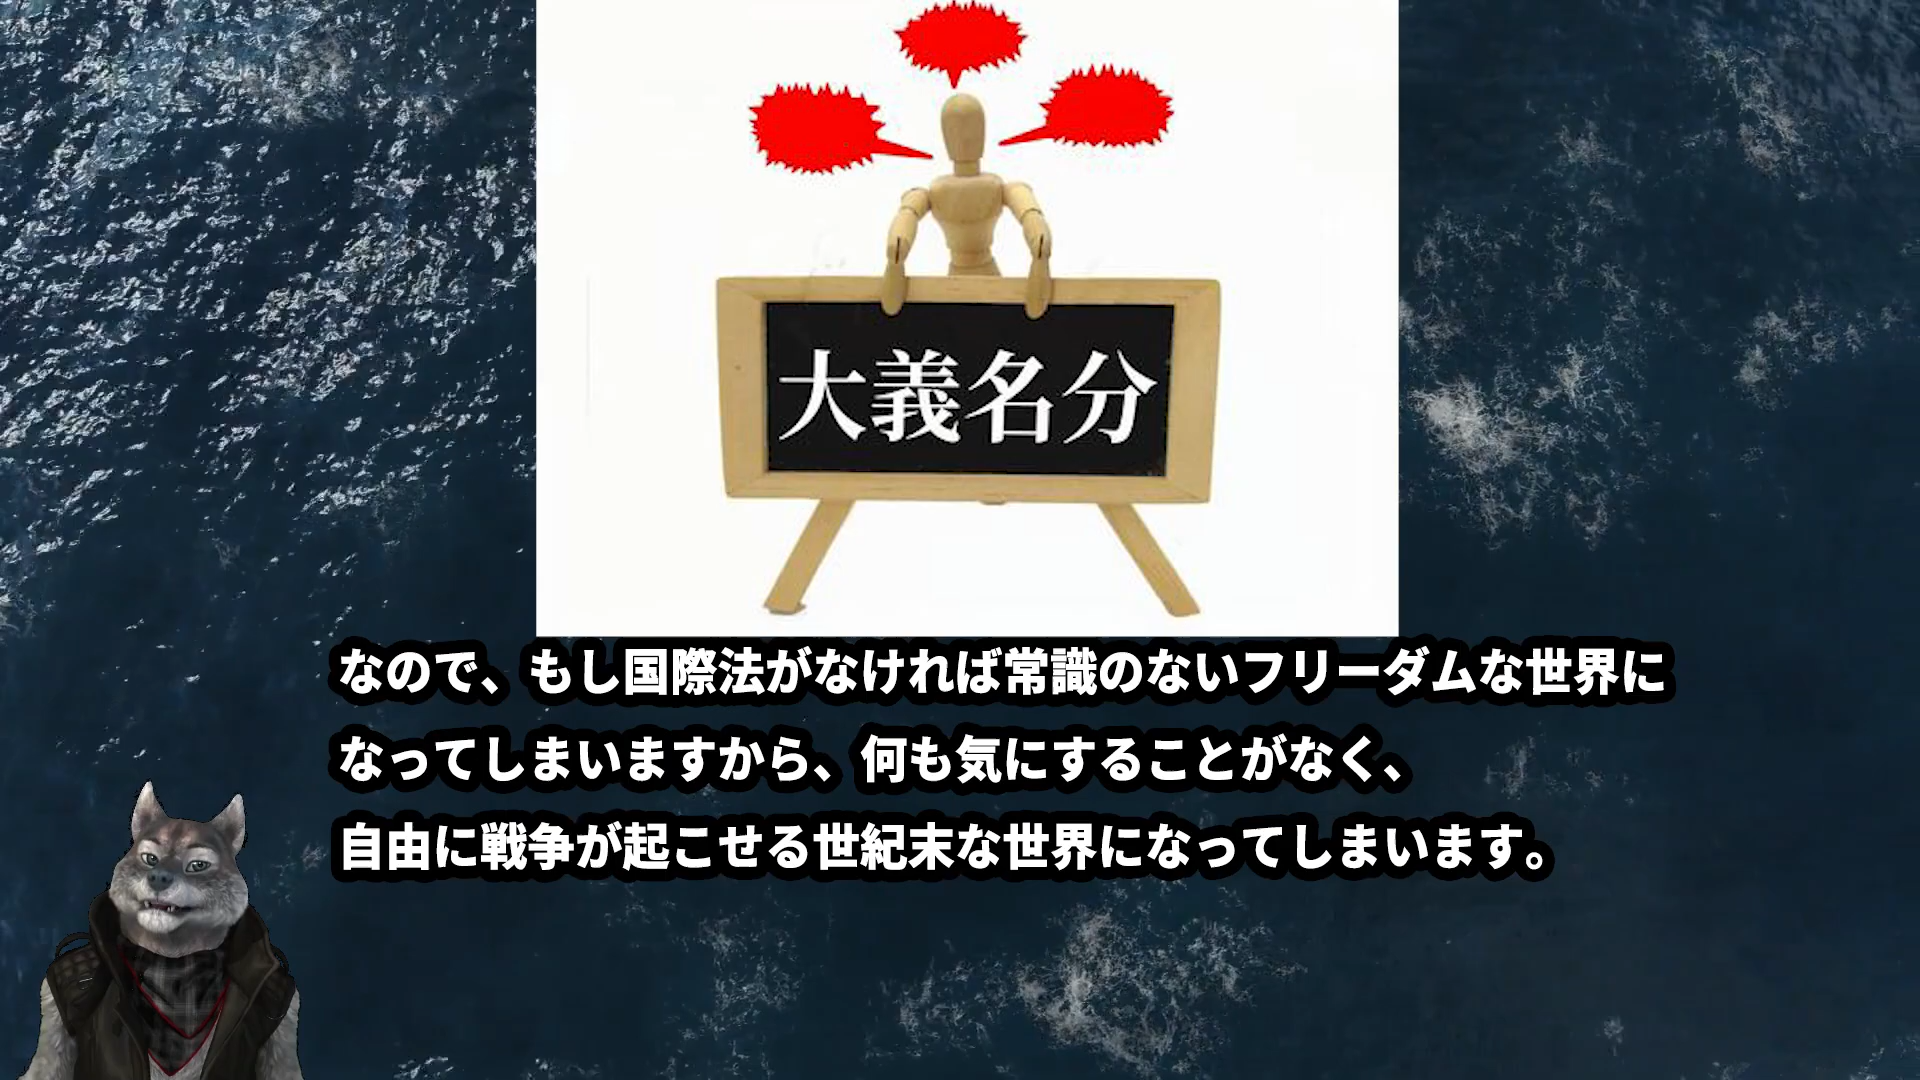 大義名分
なので、もし国際法がなければ常識のないフリーダムな世界に
なってしまいますから、何も気にすることがなく、
自由に戦争が起こせる世紀末な世界になってしまいます。